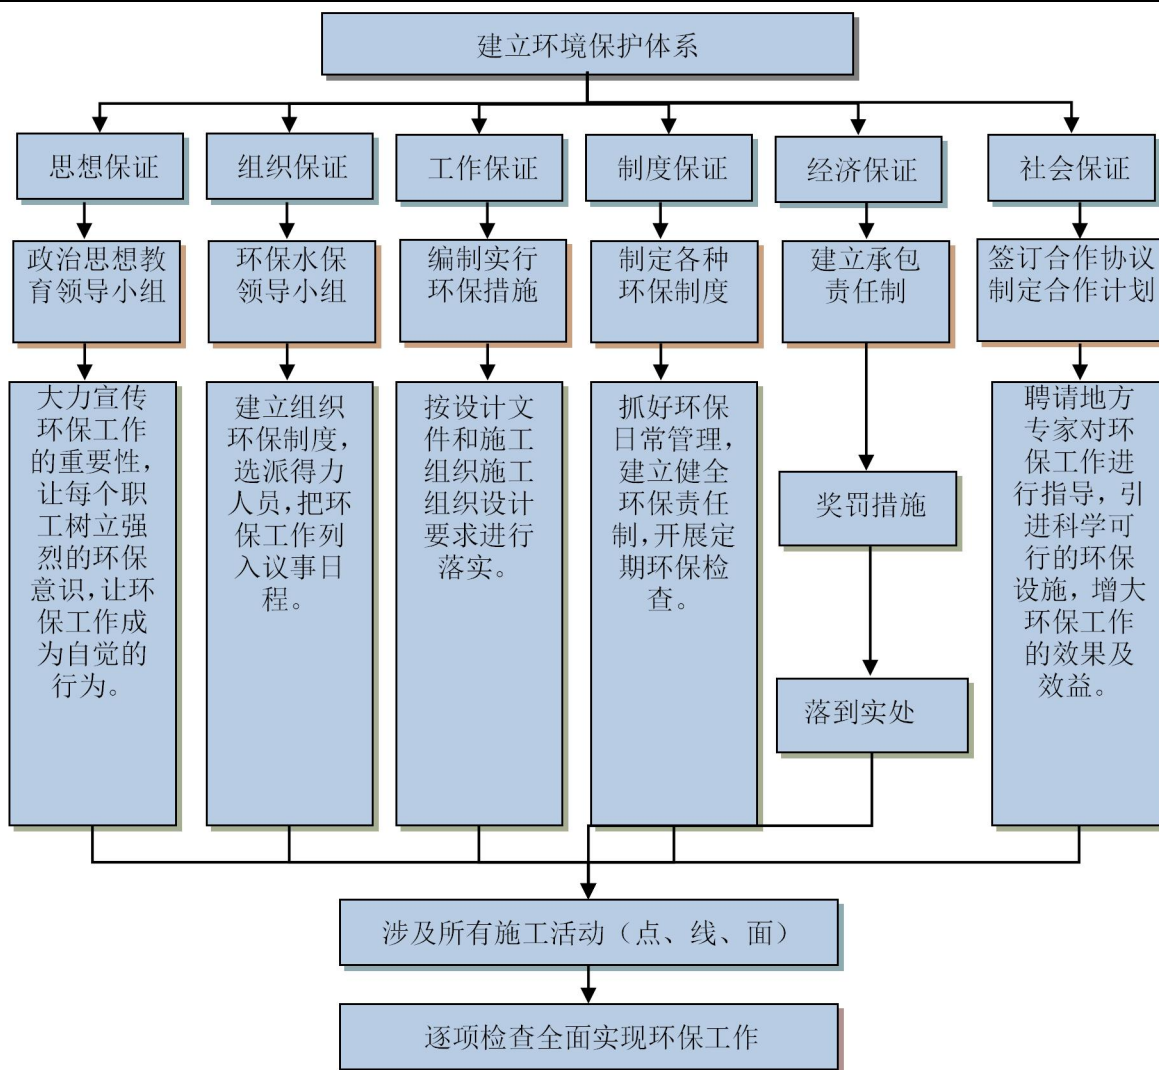 建立环境保护体系
思想保证
组织保证
工作保证
制度保证
经济保证
社会保证
政治思想教
育领导小组
环保水保
领导小组
编制实行
环保措施
制定各种
环保制度
建立承包
责任制
签订合作协议
制定合作计划
大力宣传
环保工作
的重要性，
让每个职
工树立强
烈的环保
意识，让环
保工作成
为自觉的
行为。
建立组织
环保制度，
选派得力
人员，把环
保工作列
入议事日
程。
按设计文
件和施工
组织施工
组织设计
要求进行
落实。
抓好环保
日常管理，
建立健全
环保责任
制，开展定
期环保检
查。
奖罚措施
落到实处
聘请地方
专家对环
保工作进
行指导，引
进科学可
行的环保
设施，增大
环保工作
的效果及
效益。
涉及所有施工活动（点、线、面）
逐项检查全面实现环保工作